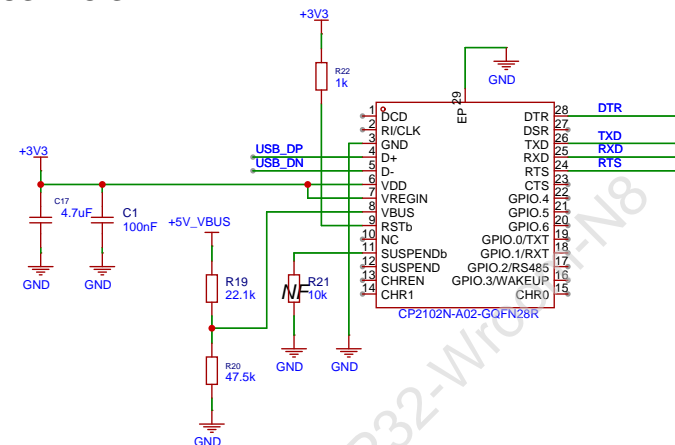 +3V3
R22
1k
GND
EP 29
1 DCD
2 RI/CLK
3 GND
4 D+
5 D-
6 VDD
7 VREGIN
8 VBUS
9 RSTb
10 NC
11 SUSPENDb
12 SUSPEND
13 CHREN
14 CHR1
DTR 28
DSR 27
TXD 26
RXD 25
RTS 24
CTS 23
GPIO.4 22
GPIO.5 21
GPIO.6 20
GPIO.0/TXT 19
GPIO.1/RXT 18
GPIO.2/RS485 17
GPIO.3/WAKEUP 16
CHR0 15
CP2102N-A02-GQFN28R
DTR
TXD
RXD
RTS
USB_DP
USB_DN
+3V3
C17
4.7uF
C1
100nF
GND
GND
+5V_VBUS
R19
22.1k
R20
47.5k
GND
R21
10k
NF
GND
GND
32-Wroom-N8